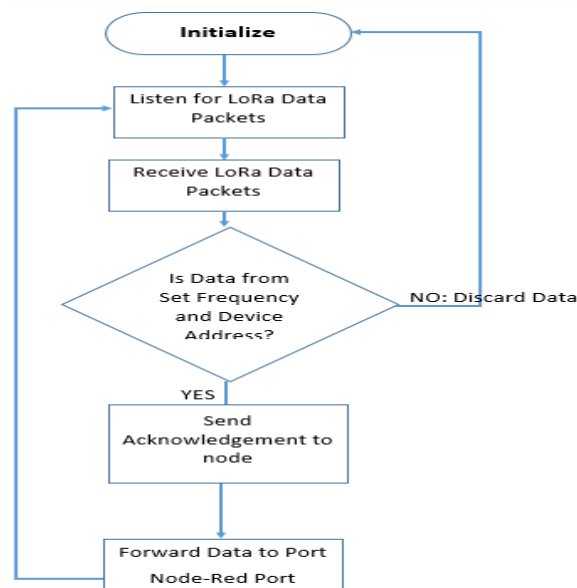 Initialize
Listen for LoRa Data
Packets
Receive LoRa Data
Packets
Is Data from
Set Frequency
and Device
Address?
NO: Discard Data
YES
Send
Acknowledgement to
node
Forward Data to Port
Node-Red Port